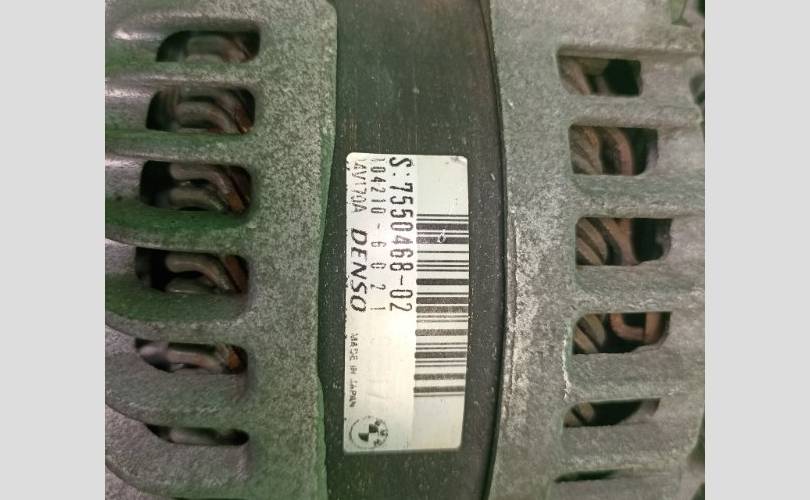 S:7550468-02
104210-6021
14V170A DENSO MADE IN JAPAN